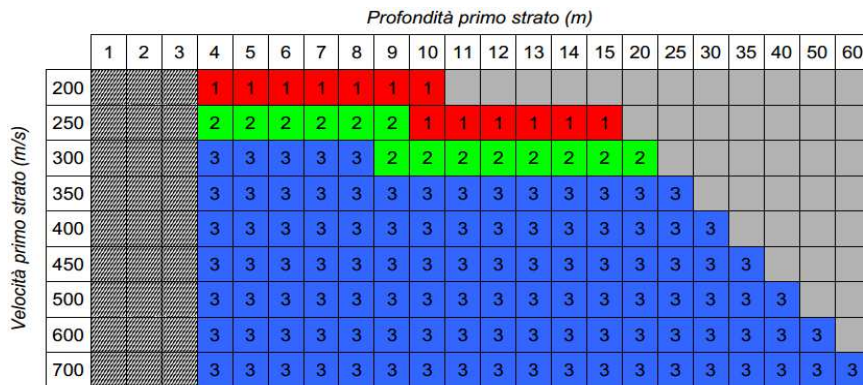 Profondità primo strato (m)
1 2 3 4 5 6 7 8 9 10 11 12 13 14 15 20 25 30 35 40 50 60
Velocità primo strato (m/s)
200 1 1 1 1 1 1 1
250 2 2 2 2 2 2 1 1 1 1 1 1
300 3 3 3 3 3 2 2 2 2 2 2 2 2
350 3 3 3 3 3 3 3 3 3 3 3 3 3 3
400 3 3 3 3 3 3 3 3 3 3 3 3 3 3 3
450 3 3 3 3 3 3 3 3 3 3 3 3 3 3 3 3
500 3 3 3 3 3 3 3 3 3 3 3 3 3 3 3 3 3
600 3 3 3 3 3 3 3 3 3 3 3 3 3 3 3 3 3 3
700 3 3 3 3 3 3 3 3 3 3 3 3 3 3 3 3 3 3 3